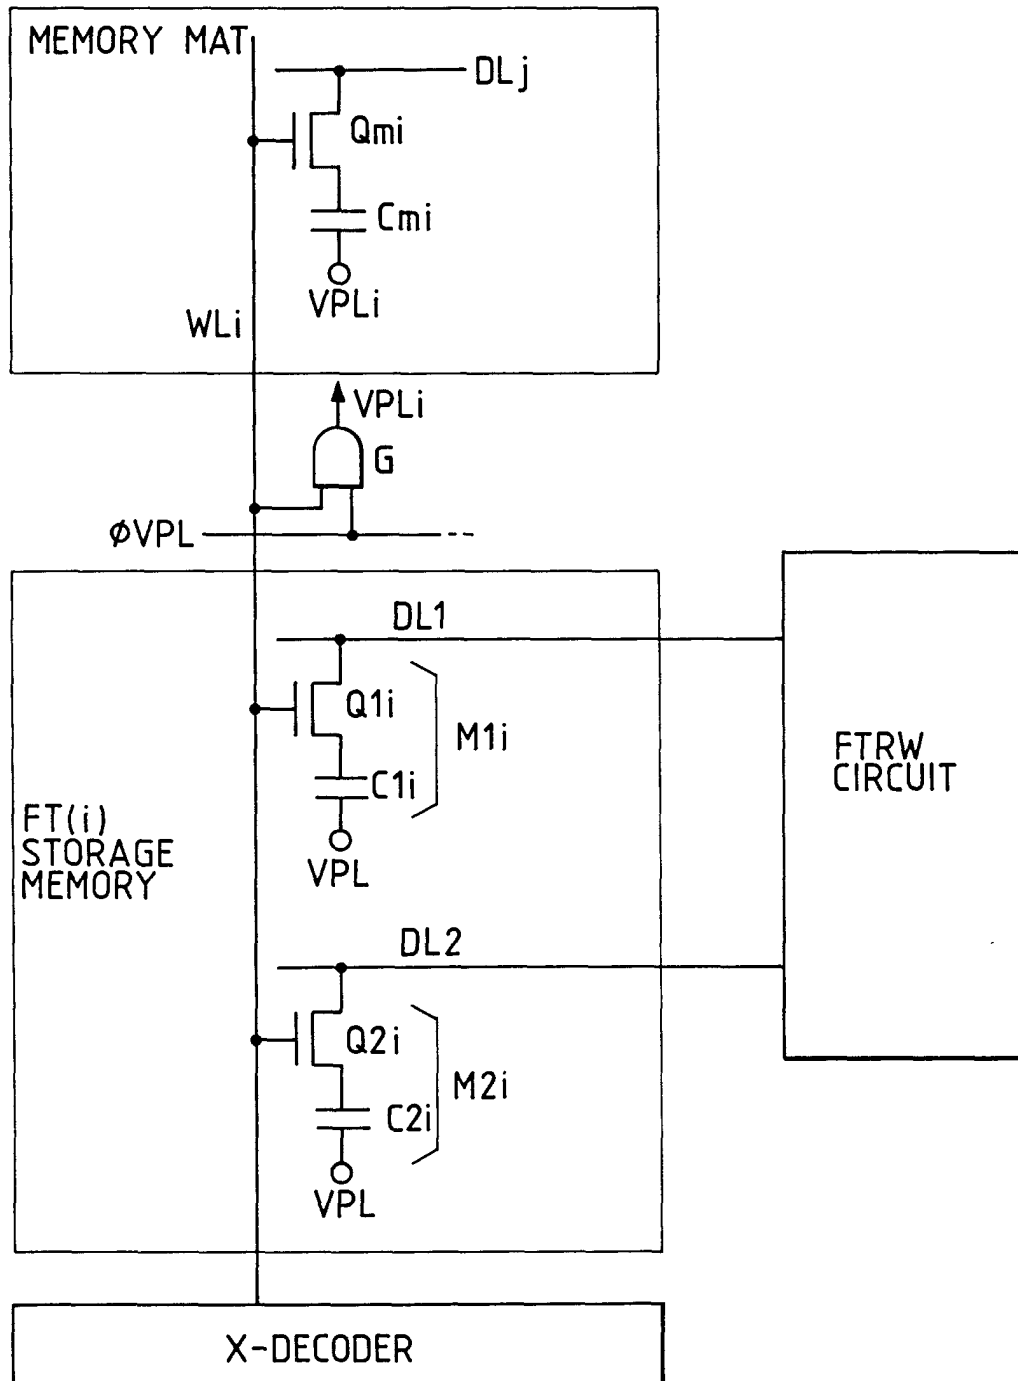 MEMORY MAT
DLj
Qmi
Cmi
VPLi
WLi
VPLi
G
φVPL
DL1
Q1i
M1i
C1i
VPL
FTRW
CIRCUIT
FT(i)
STORAGE
MEMORY
DL2
Q2i
M2i
C2i
VPL
X-DECODER